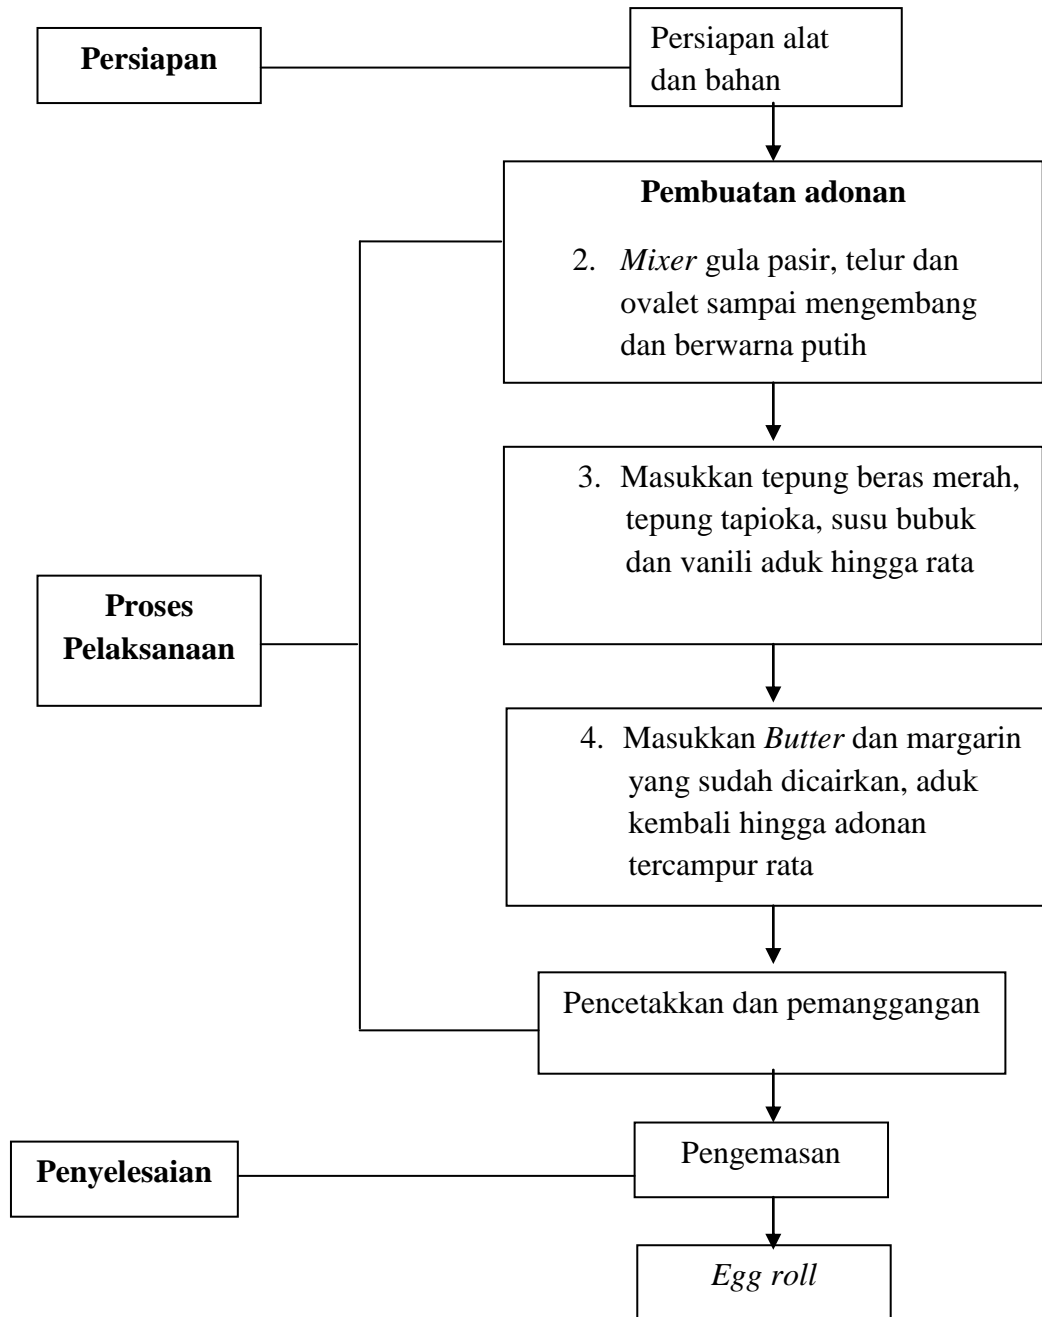 Persiapan
Persiapan alat
dan bahan
Pembuatan adonan
2. Mixer gula pasir, telur dan
ovalet sampai mengembang
dan berwarna putih
3. Masukkan tepung beras merah,
tepung tapioka, susu bubuk
dan vanili aduk hingga rata
Proses
Pelaksanaan
4. Masukkan Butter dan margarin
yang sudah dicairkan, aduk
kembali hingga adonan
tercampur rata
Pencetakkan dan pemanggangan
Penyelesaian
Pengemasan
Egg roll